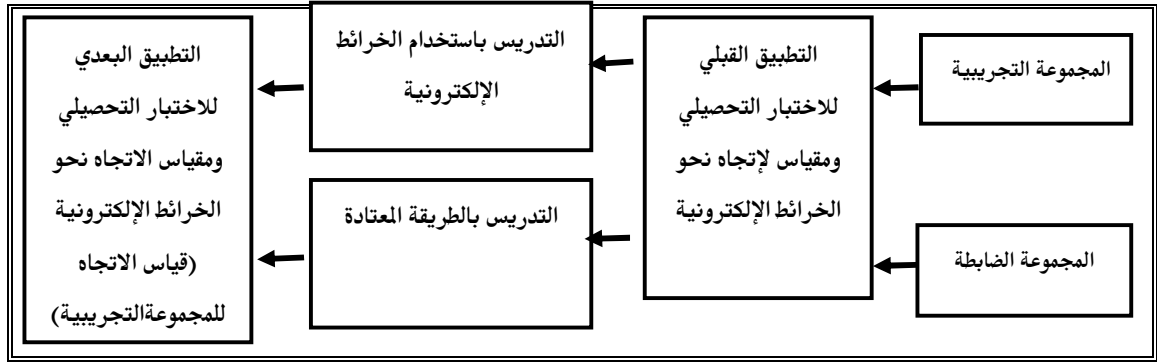 المجموعة التجريبية
المجموعة الضابطة
التطبيق القبلي
للاختبار التحصيلي
ومقياس لإتجاه نحو
الخرائط الإلكترونية
التدريس باستخدام الخرائط
الإلكترونية
التدريس بالطريقة المعتادة
التطبيق البعدي
للاختبار التحصيلي
ومقياس الاتجاه نحو
الخرائط الإلكترونية
(قياس الاتجاه
للمجموعةالتجريبية)